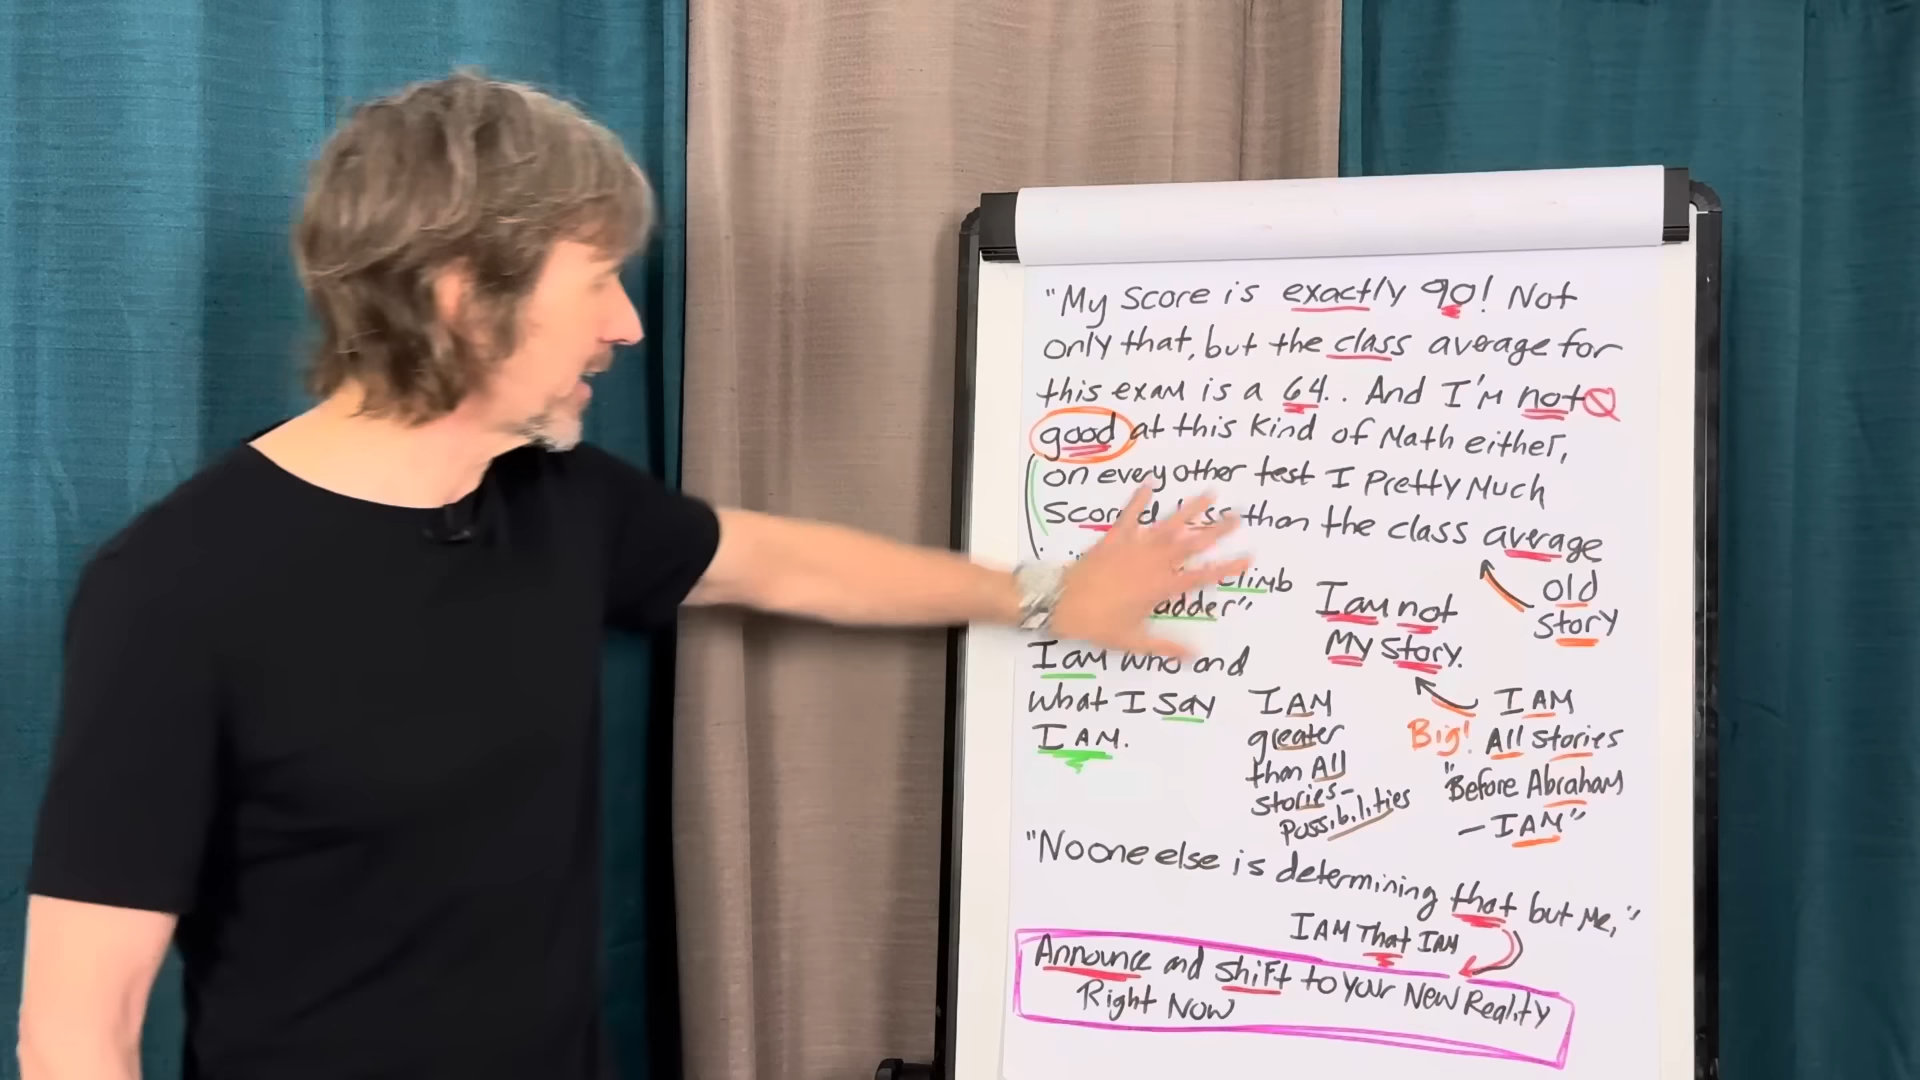 "My Score is exactly 90! Not
only that, but the class average for
this exam is a 64.. And I'm not
good at this kind of Math either,
on every other test I Pretty Much
Scored less than the class average
climb
adder"
I am who and
what I say
I AM.
I am not
My Story.
old
Story
I AM
greater
than All
stories-
possibilities
Big!
I AM
All Stories
"Before Abraham
- I AM"
"No one else is determining that but Me,"
I AM That I AM
Announce and shift to your New Reality
Right Now